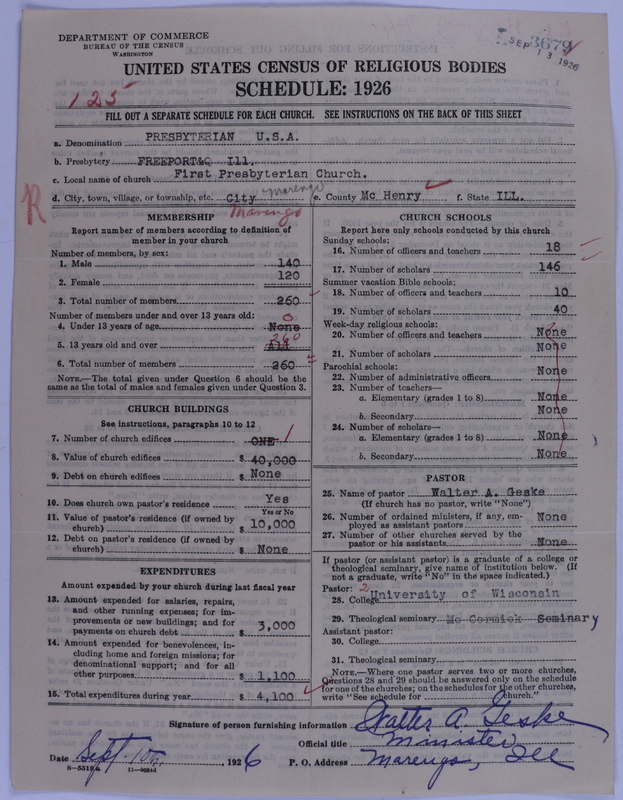 DEPARTMENT OF COMMERCE
BUREAU OF THE CENSUS
WASHINGTON
3679
SEP 13 1926
UNITED STATES CENSUS OF RELIGIOUS BODIES
SCHEDULE: 1926
125
FILL OUT A SEPARATE SCHEDULE FOR EACH CHURCH. SEE INSTRUCTIONS ON THE BACK OF THIS SHEET
a. Denomination PRESBYTERIAN U.S.A.
b. Presbytery FREEPORT&Q Ill.
c. Local name of church First Presbyterian Church.
d. City, town, village, or township, etc. City Marengo e. County Mc Henry f. State ILL.
R
Marengo
MEMBERSHIP
Report number of members according to definition of
member in your church
Number of members, by sex:
1. Male 140
2. Female 120
3. Total number of members 260
Number of members under and over 13 years old:
0
4. Under 13 years of age None
260
5. 13 years old and over All
6. Total number of members 260
NOTE.—The total given under Question 6 should be the
same as the total of males and females given under Question 3.
CHURCH BUILDINGS
See instructions, paragraphs 10 to 12
7. Number of church edifices ONE 1
8. Value of church edifices $ 40,000
9. Debt on church edifices $ None
10. Does church own pastor's residence Yes
Yes or No
11. Value of pastor's residence (if owned by
church) $ 10,000
12. Debt on pastor's residence (if owned by
church) $ None
EXPENDITURES
Amount expended by your church during last fiscal year
13. Amount expended for salaries, repairs,
and other running expenses; for im-
provements or new buildings; and for
payments on church debt $ 3,000
14. Amount expended for benevolences, in-
cluding home and foreign missions; for
denominational support; and for all
other purposes $ 1,100
15. Total expenditures during year $ 4,100
CHURCH SCHOOLS
Report here only schools conducted by this church
Sunday schools:
16. Number of officers and teachers 18
17. Number of scholars 146
Summer vacation Bible schools:
18. Number of officers and teachers 10
19. Number of scholars 40
Week-day religious schools:
20. Number of officers and teachers None
21. Number of scholars None
Parochial schools:
22. Number of administrative officers None
23. Number of teachers—
a. Elementary (grades 1 to 8) None
b. Secondary None
24. Number of scholars—
a. Elementary (grades 1 to 8) None
b. Secondary None
PASTOR
25. Name of pastor Walter A. Geske
(If church has no pastor, write "None")
26. Number of ordained ministers, if any, em-
ployed as assistant pastors None
27. Number of other churches served by the
pastor or his assistants None
If pastor (or assistant pastor) is a graduate of a college or
theological seminary, give name of institution below. (If
not a graduate, write "No" in the space indicated.)
Pastor: 2
28. College University of Wisconsin
29. Theological seminary Mc Cormick Seminary
Assistant pastor:
30. College
31. Theological seminary
NOTE.—Where one pastor serves two or more churches,
Questions 28 and 29 should be answered only on the schedule
for one of the churches; on the schedules for the other churches,
write "See schedule for church."
Signature of person furnishing information Walter A. Geske
Official title Minister
Date Sept. 10, 1926 P. O. Address Marengo, Ill
8-5518a 11-9084d